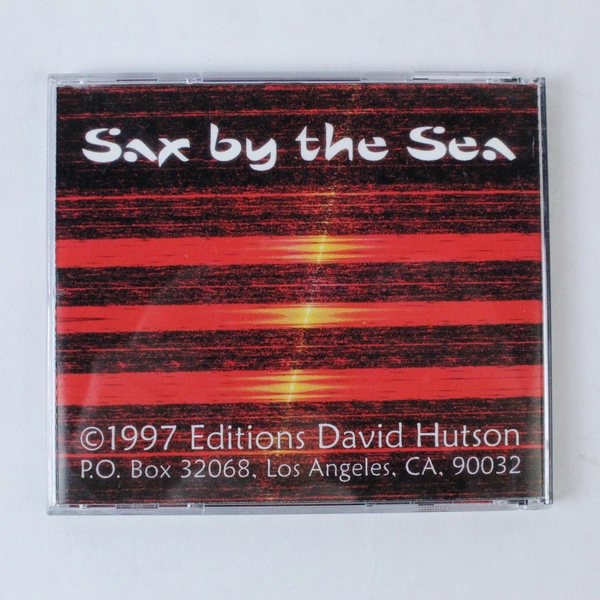 Sax by the Sea
©1997 Editions David Hutson
P.O. Box 32068, Los Angeles, CA, 90032